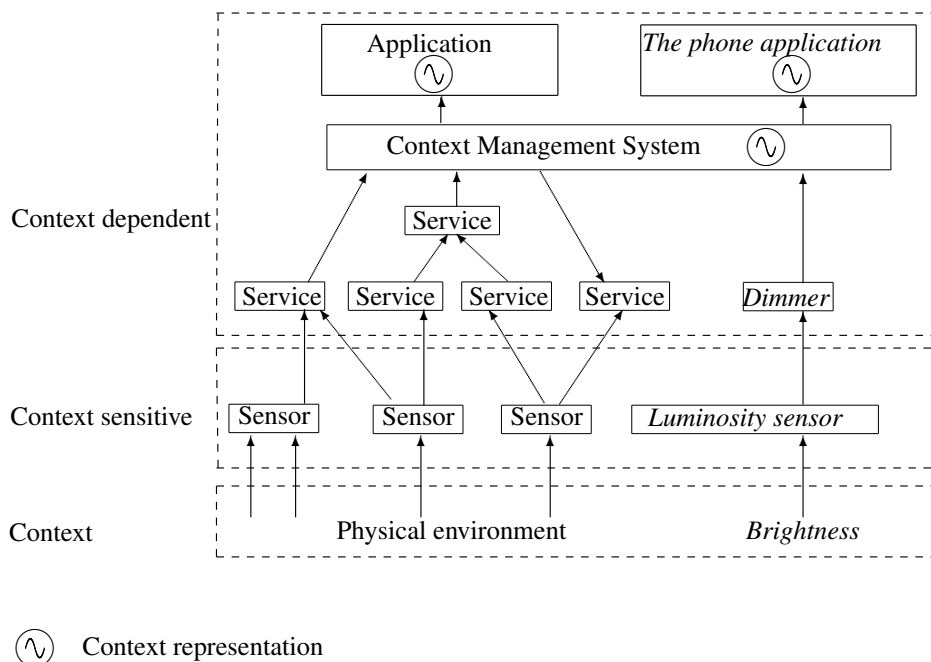 Application
The phone application
Context Management System
Context dependent
Service
Service
Service
Service
Service
Dimmer
Context sensitive
Sensor
Sensor
Sensor
Luminosity sensor
Context
Physical environment
Brightness
Context representation